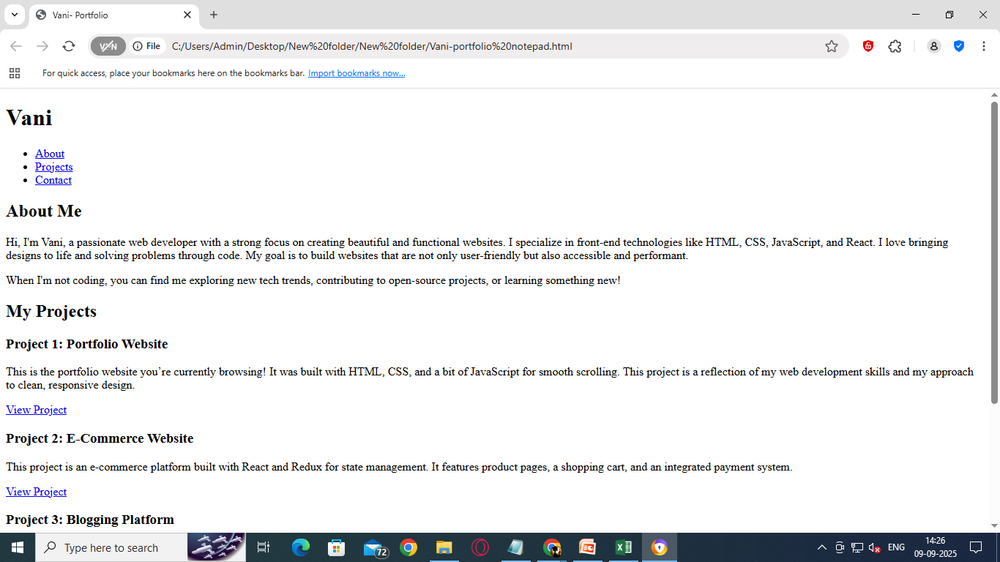 Vani- Portfolio
VPN
File
C:/Users/Admin/Desktop/New%20folder/New%20folder/Vani-portfolio%20notepad.html
For quick access, place your bookmarks here on the bookmarks bar. Import bookmarks now...
Vani
About
Projects
Contact
About Me
Hi, I'm Vani, a passionate web developer with a strong focus on creating beautiful and functional websites. I specialize in front-end technologies like HTML, CSS, JavaScript, and React. I love bringing
designs to life and solving problems through code. My goal is to build websites that are not only user-friendly but also accessible and performant.
When I'm not coding, you can find me exploring new tech trends, contributing to open-source projects, or learning something new!
My Projects
Project 1: Portfolio Website
This is the portfolio website you’re currently browsing! It was built with HTML, CSS, and a bit of JavaScript for smooth scrolling. This project is a reflection of my web development skills and my approach
to clean, responsive design.
View Project
Project 2: E-Commerce Website
This project is an e-commerce platform built with React and Redux for state management. It features product pages, a shopping cart, and an integrated payment system.
View Project
Project 3: Blogging Platform
Type here to search
72
ENG
14:26
09-09-2025